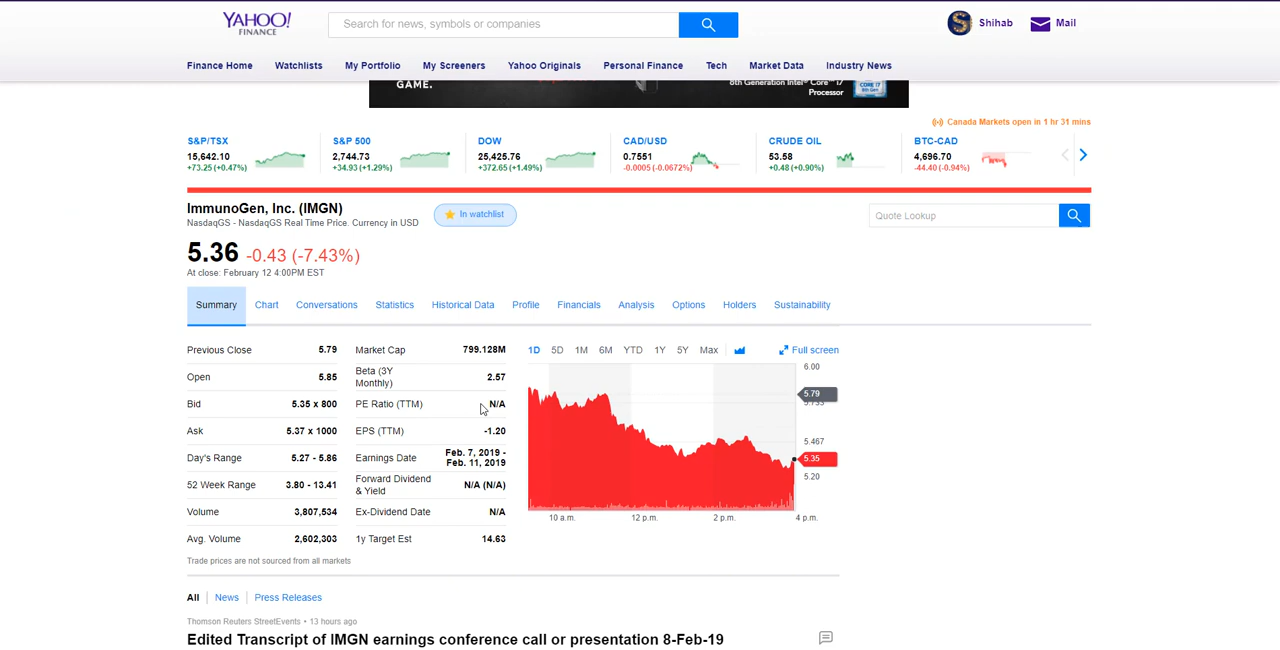 YAHOO!
FINANCE
Search for news, symbols or companies
Shihab
Mail
Finance Home
Watchlists
My Portfolio
My Screeners
Yahoo Originals
Personal Finance
Tech
Market Data
Industry News
GAME.
8th Generation Intel® Core™ i7
Processor
CORE i7
Canada Markets open in 1 hr 31 mins
S&P/TSX
15,642.10
+73.25 (+0.47%)
S&P 500
2,744.73
+34.93 (+1.29%)
DOW
25,425.76
+372.65 (+1.49%)
CAD/USD
0.7551
-0.0005 (-0.0672%)
CRUDE OIL
53.58
+0.48 (+0.90%)
BTC-CAD
4,696.70
-44.40 (-0.94%)
ImmunoGen, Inc. (IMGN)
NasdaqGS - NasdaqGS Real Time Price. Currency in USD
In watchlist
Quote Lookup
5.36 -0.43 (-7.43%)
At close: February 12 4:00PM EST
Summary
Chart
Conversations
Statistics
Historical Data
Profile
Financials
Analysis
Options
Holders
Sustainability
Previous Close 5.79
Open 5.85
Bid 5.35 x 800
Ask 5.37 x 1000
Day's Range 5.27 - 5.86
52 Week Range 3.80 - 13.41
Volume 3,807,534
Avg. Volume 2,602,303
Market Cap 799.128M
Beta (3Y
Monthly) 2.57
PE Ratio (TTM) N/A
EPS (TTM) -1.20
Earnings Date Feb. 7, 2019 -
Feb. 11, 2019
Forward Dividend
& Yield N/A (N/A)
Ex-Dividend Date N/A
1y Target Est 14.63
1D 5D 1M 6M YTD 1Y 5Y Max
Full screen
6.00
5.79
5.733
5.467
5.35
5.20
10 a.m. 12 p.m. 2 p.m. 4 p.m.
Trade prices are not sourced from all markets
All
News
Press Releases
Thomson Reuters StreetEvents • 13 hours ago
Edited Transcript of IMGN earnings conference call or presentation 8-Feb-19